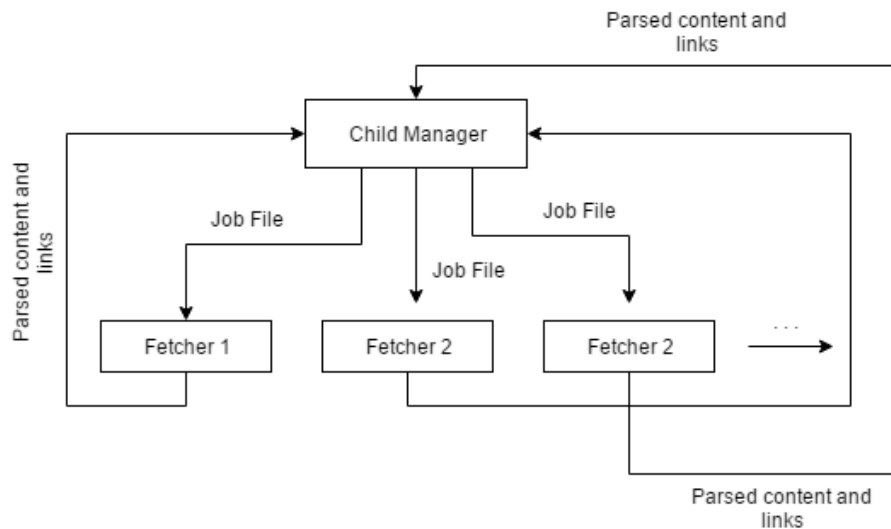 Parsed content and
links
Child Manager
Parsed content and
links
Job File
Job File
Job File
Fetcher 1
Fetcher 2
Fetcher 2
. . .
Parsed content and
links